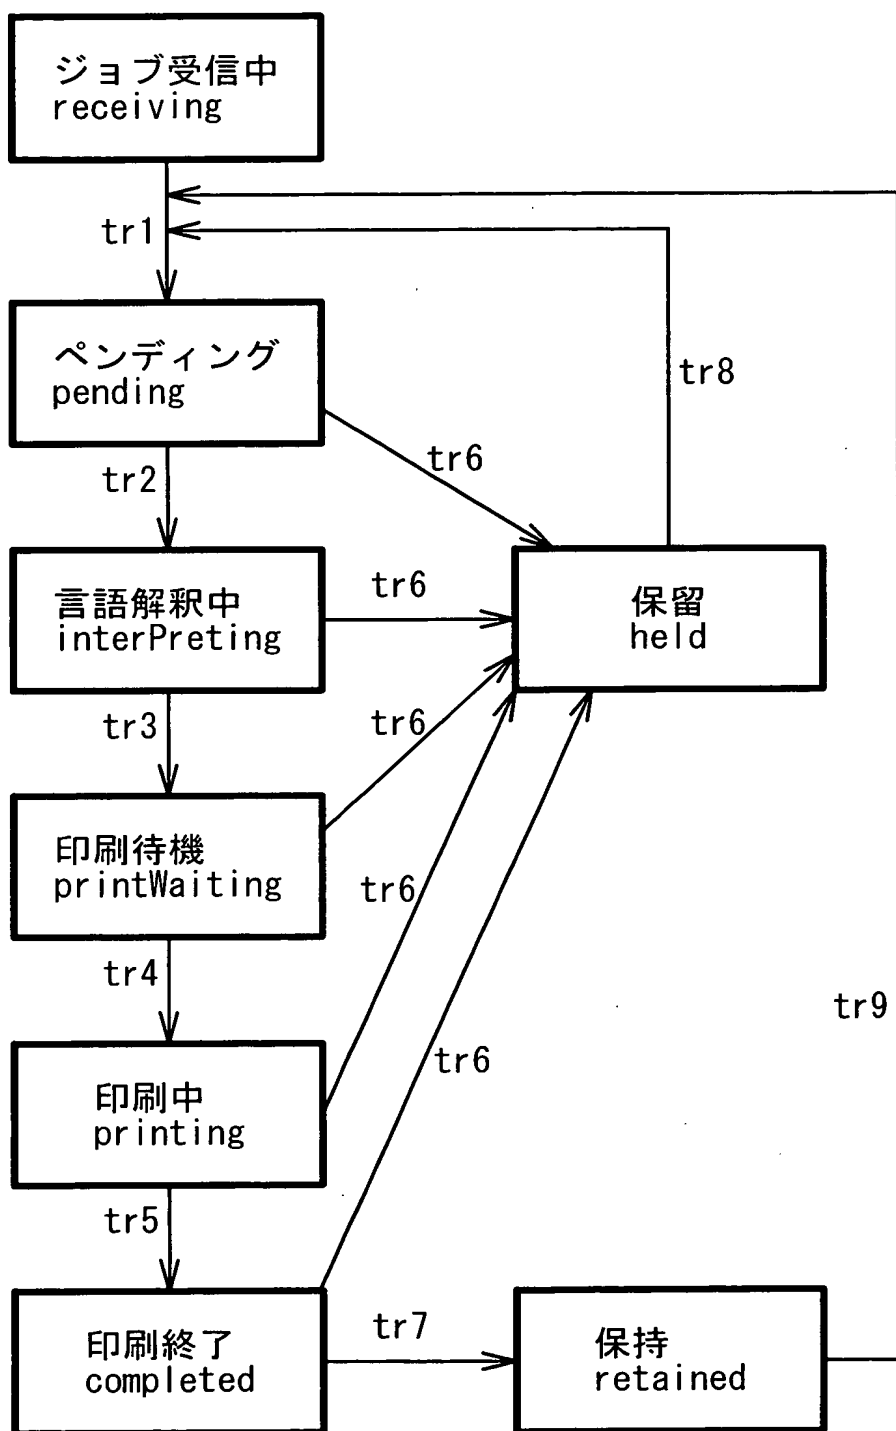 ジョブ受信中
receiving
tr1
ペンディング
pending
tr8
tr6
tr2
言語解釈中
interPreting
tr6
保留
held
tr3
tr6
印刷待機
printWaiting
tr6
tr4
tr9
tr6
印刷中
printing
tr5
印刷終了
completed
tr7
保持
retained